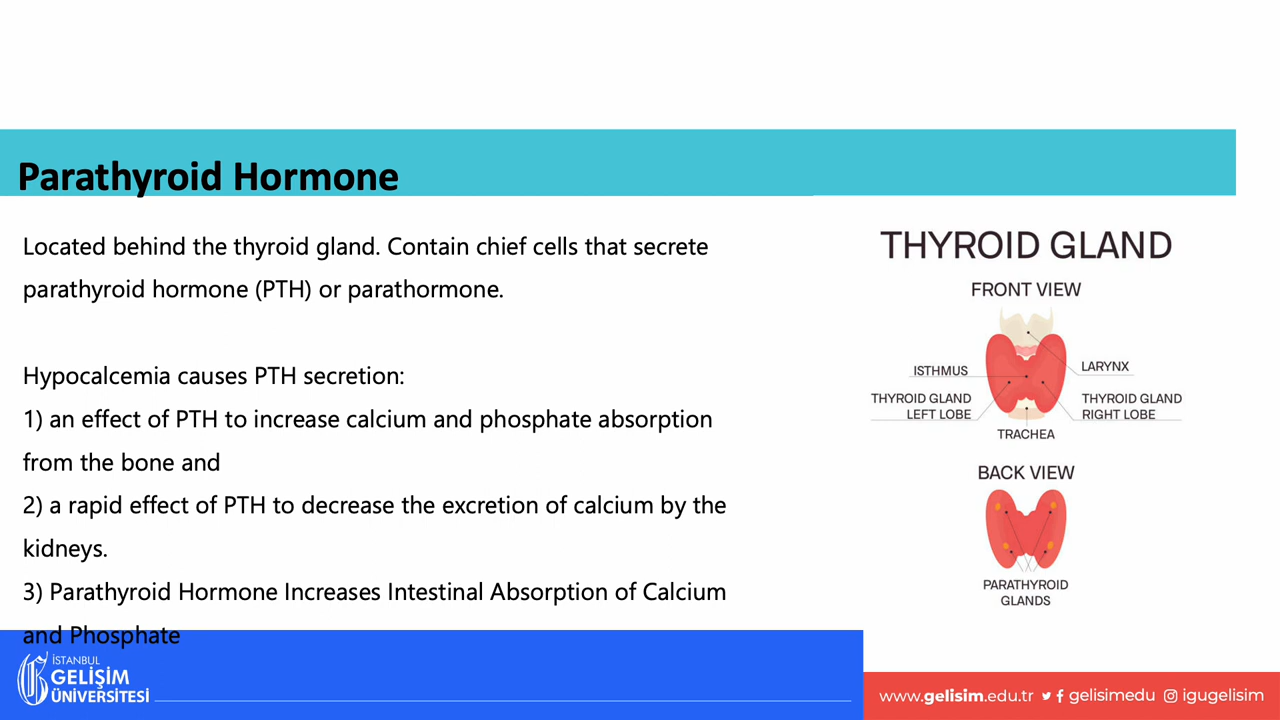 Parathyroid Hormone
Located behind the thyroid gland. Contain chief cells that secrete
parathyroid hormone (PTH) or parathormone.
Hypocalcemia causes PTH secretion:
1) an effect of PTH to increase calcium and phosphate absorption
from the bone and
2) a rapid effect of PTH to decrease the excretion of calcium by the
kidneys.
3) Parathyroid Hormone Increases Intestinal Absorption of Calcium
and Phosphate
THYROID GLAND
FRONT VIEW
ISTHMUS
LARYNX
THYROID GLAND
LEFT LOBE
THYROID GLAND
RIGHT LOBE
TRACHEA
BACK VIEW
PARATHYROID
GLANDS
İSTANBUL
GELİŞİM
ÜNİVERSİTESİ
www.gelisim.edu.tr gelisimedu igugelisim